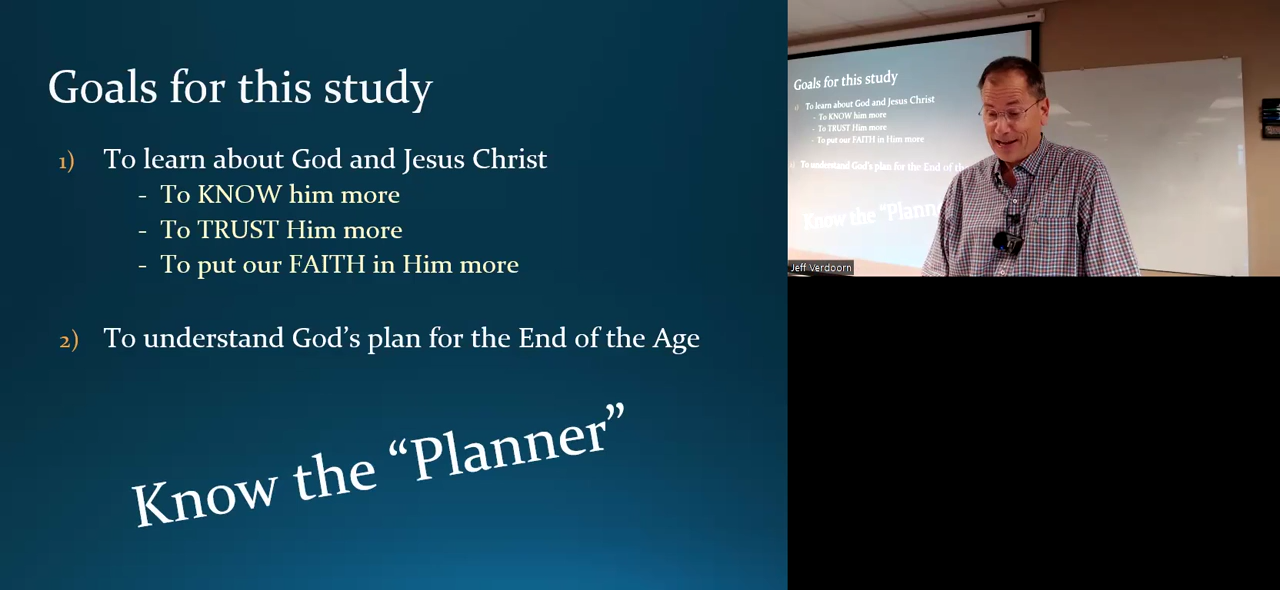 Goals for this study
1) To learn about God and Jesus Christ
- To KNOW him more
- To TRUST Him more
- To put our FAITH in Him more
2) To understand God’s plan for the End of the Age
Know the “Planner”
Goals for this study
To learn about God and Jesus Christ
- To KNOW him more
- To TRUST Him more
- To put our FAITH in Him more
To understand God's plan for the End of th
Know the "Plann
Jeff Verdoorn